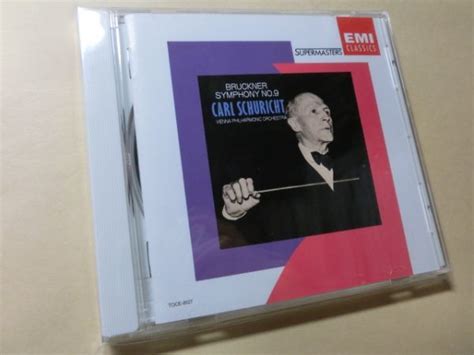 SUPERMASTERS
EMI
CLASSICS
BRUCKNER
SYMPHONY NO.9
CARL SCHURICHT
VIENNA PHILHARMONIC ORCHESTRA